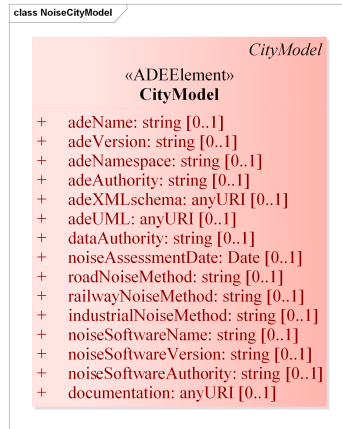 class NoiseCityModel
CityModel
«ADEElement»
CityModel
+ adeName: string [0..1]
+ adeVersion: string [0..1]
+ adeNamespace: string [0..1]
+ adeAuthority: string [0..1]
+ adeXMLschema: anyURI [0..1]
+ adeUML: anyURI [0..1]
+ dataAuthority: string [0..1]
+ noiseAssessmentDate: Date [0..1]
+ roadNoiseMethod: string [0..1]
+ railwayNoiseMethod: string [0..1]
+ industrialNoiseMethod: string [0..1]
+ noiseSoftwareName: string [0..1]
+ noiseSoftwareVersion: string [0..1]
+ noiseSoftwareAuthority: string [0..1]
+ documentation: anyURI [0..1]